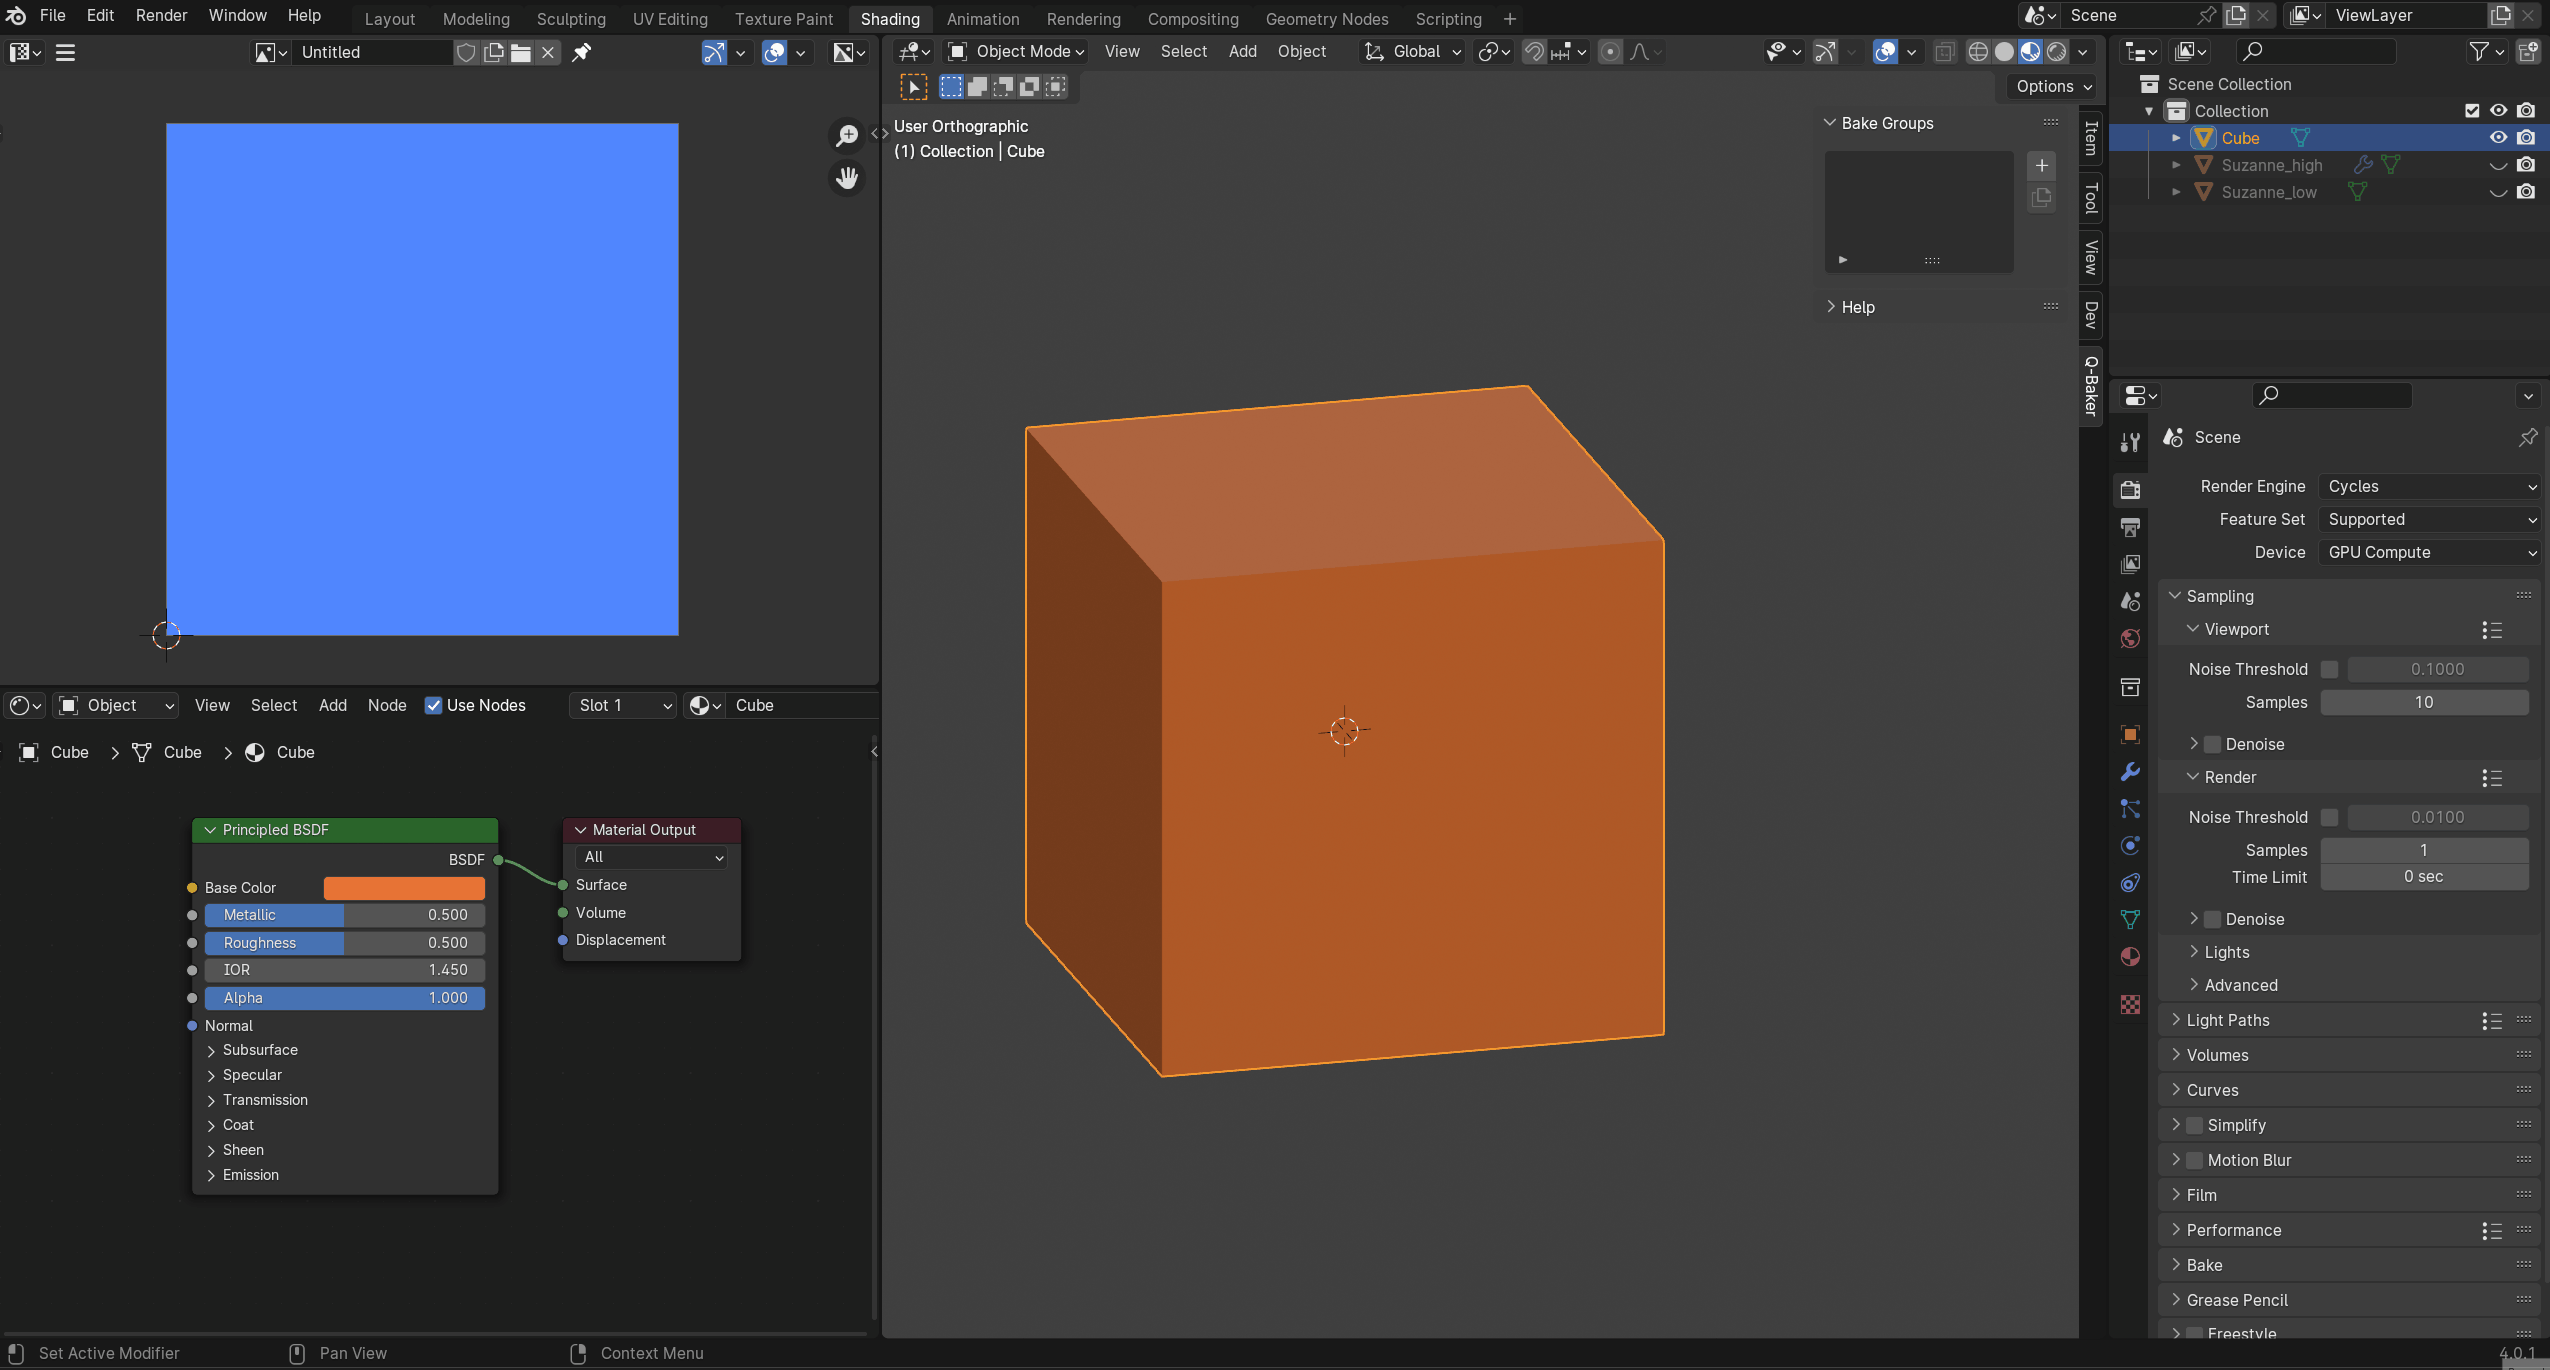 File Edit Render Window Help Layout Modeling Sculpting UV Editing Texture Paint Shading Animation Rendering Compositing Geometry Nodes Scripting + Scene ViewLayer
Untitled
Object Mode View Select Add Object Global
Options
User Orthographic
(1) Collection | Cube
Bake Groups
Help
Item
Tool
View
Dev
Q-Baker
Scene Collection
Collection
Cube
Suzanne_high
Suzanne_low
Scene
Render Engine Cycles
Feature Set Supported
Device GPU Compute
Sampling
Viewport
Noise Threshold 0.1000
Samples 10
Denoise
Render
Noise Threshold 0.0100
Samples 1
Time Limit 0 sec
Denoise
Lights
Advanced
Light Paths
Volumes
Curves
Simplify
Motion Blur
Film
Performance
Bake
Grease Pencil
Freestyle
Object View Select Add Node Use Nodes Slot 1 Cube
Cube > Cube > Cube
Principled BSDF
BSDF
Base Color
Metallic 0.500
Roughness 0.500
IOR 1.450
Alpha 1.000
Normal
Subsurface
Specular
Transmission
Coat
Sheen
Emission
Material Output
All
Surface
Volume
Displacement
Set Active Modifier Pan View Context Menu 4.0.1